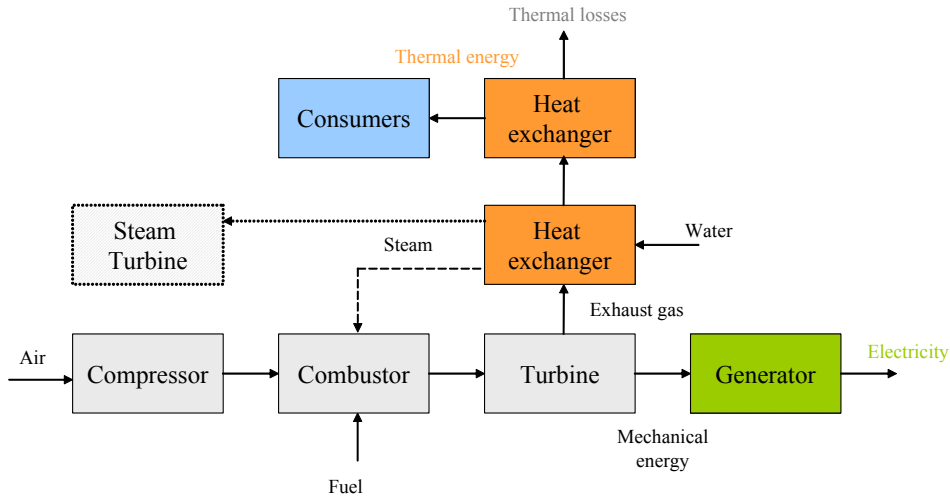 Thermal losses
Thermal energy
Consumers
Heat
exchanger
Steam
Turbine
Steam
Heat
exchanger
Water
Exhaust gas
Air
Compressor
Combustor
Turbine
Generator
Electricity
Mechanical
energy
Fuel